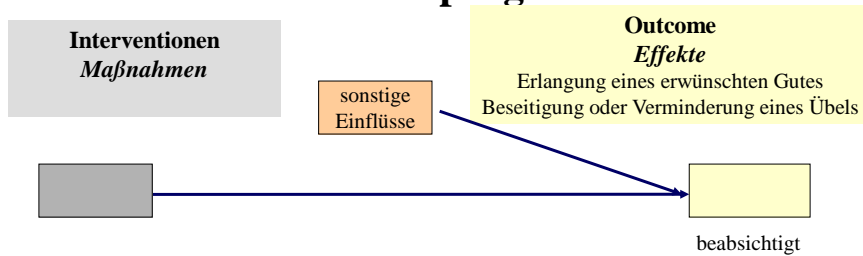 Interventionen
Maßnahmen
Outcome
Effekte
Erlangung eines erwünschten Gutes
Beseitigung oder Verminderung eines Übels
sonstige
Einflüsse
beabsichtigt